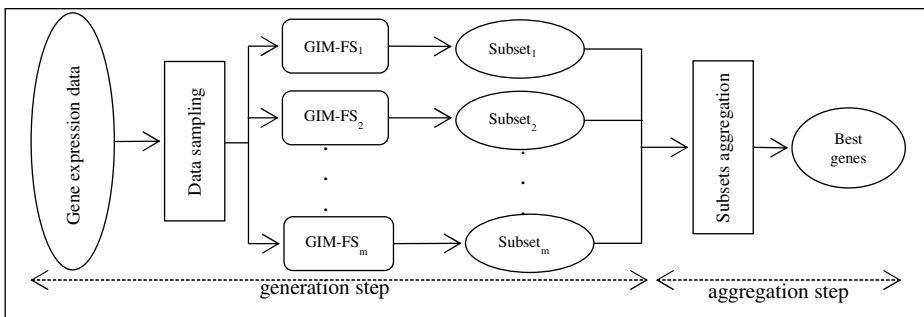 Gene expression data
Data sampling
GIM-FS1
Subset1
GIM-FS2
Subset2
GIM-FSm
Subsetm
Subsets aggregation
Best
genes
generation step
aggregation step